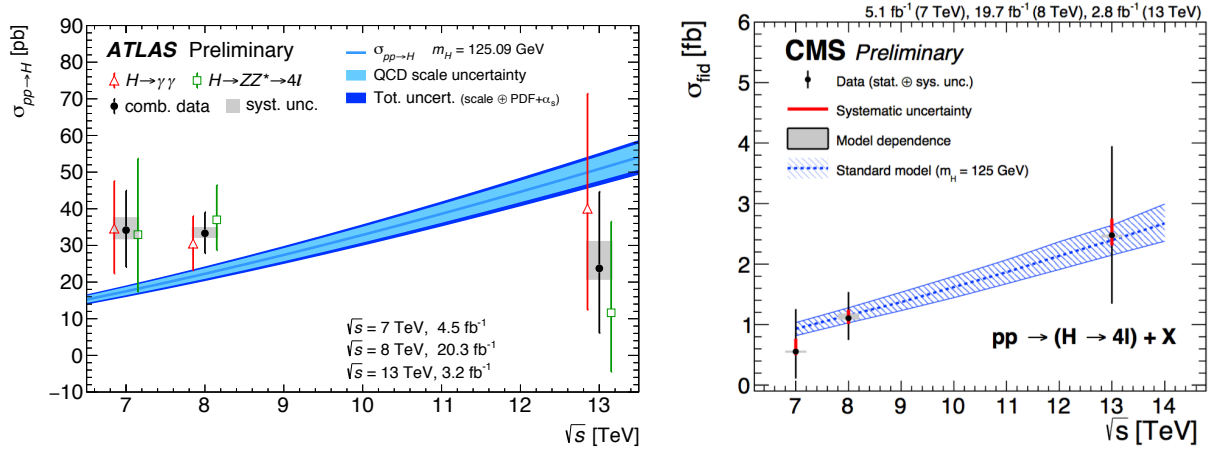 ATLAS Preliminary
σpp→H mH = 125.09 GeV
H→γγ H→ZZ*→4l
QCD scale uncertainty
comb. data syst. unc.
Tot. uncert. (scale ⊕ PDF+αs)
σpp→H [pb]
90
80
70
60
50
40
30
20
10
0
−10
√s = 7 TeV, 4.5 fb-1
√s = 8 TeV, 20.3 fb-1
√s = 13 TeV, 3.2 fb-1
7 8 9 10 11 12 13
√s [TeV]
5.1 fb-1 (7 TeV), 19.7 fb-1 (8 TeV), 2.8 fb-1 (13 TeV)
CMS Preliminary
Data (stat. ⊕ sys. unc.)
Systematic uncertainty
Model dependence
Standard model (mH = 125 GeV)
σfid [fb]
6
5
4
3
2
1
0
pp → (H → 4l) + X
7 8 9 10 11 12 13 14
√s [TeV]